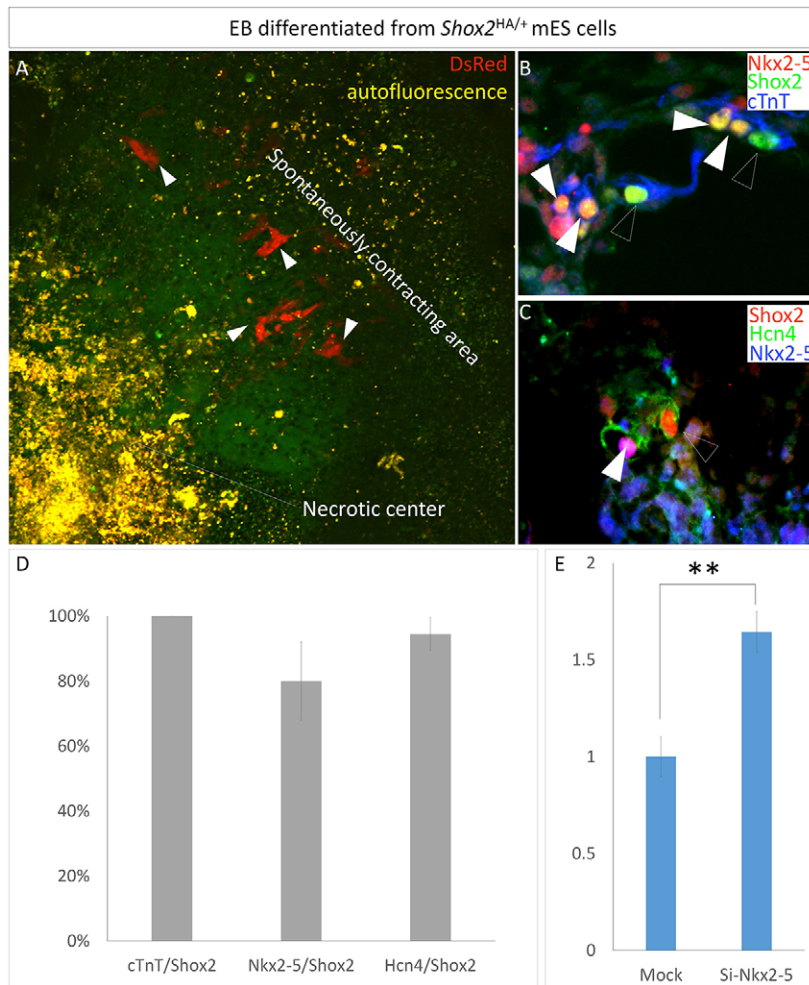 EB differentiated from Shox2HA/+ mES cells
A
DsRed
autofluorescence
Spontaneously contracting area
Necrotic center
B
Nkx2-5
Shox2
cTnT
C
Shox2
Hcn4
Nkx2-5
D
100%
80%
60%
40%
20%
0%
cTnT/Shox2
Nkx2-5/Shox2
Hcn4/Shox2
E
2
1.5
1
0.5
0
**
Mock
Si-Nkx2-5